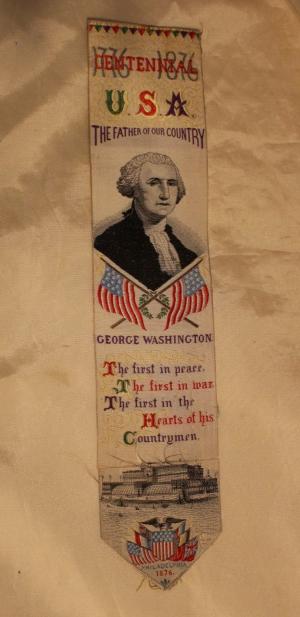 1776 1876
CENTENNIAL
U.S.A.
THE FATHER OF OUR COUNTRY
GEORGE WASHINGTON.
The first in peace.
The first in war.
The first in the
Hearts of his
Countrymen.
PHILADELPHIA
1876.